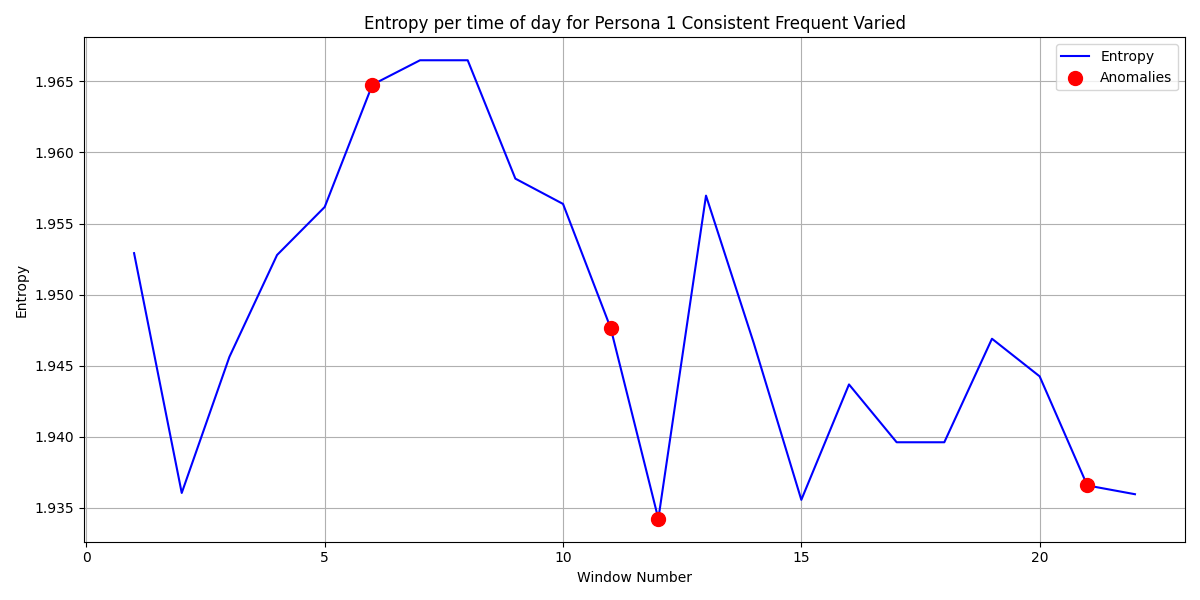 Entropy per time of day for Persona 1 Consistent Frequent Varied
Entropy
Anomalies
1.965
1.960
1.955
1.950
1.945
1.940
1.935
Entropy
0 5 10 15 20
Window Number